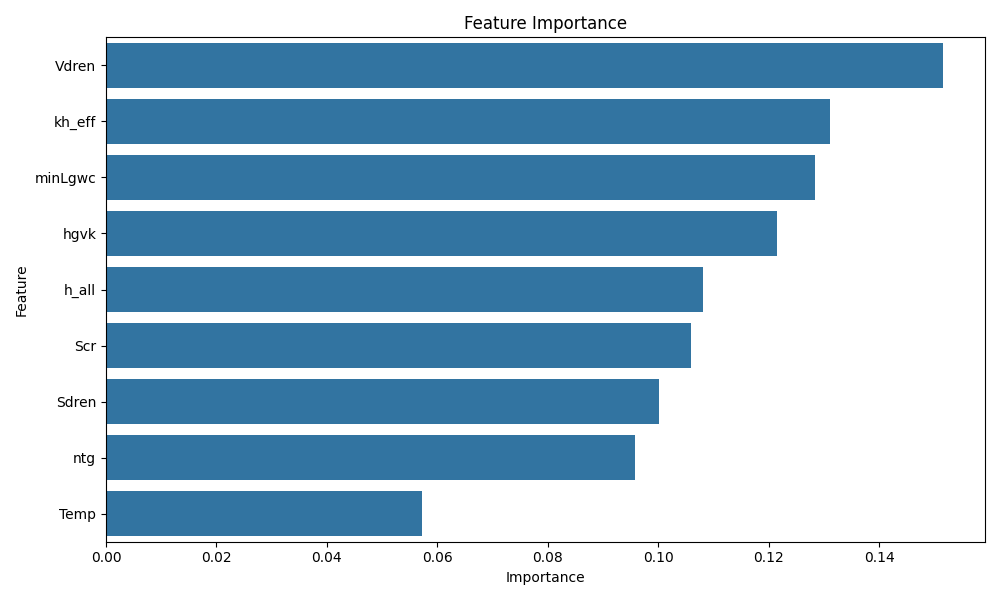 Feature Importance
Vdren
kh_eff
minLgwc
hgvk
h_all
Scr
Sdren
ntg
Temp
Feature
0.00 0.02 0.04 0.06 0.08 0.10 0.12 0.14
Importance